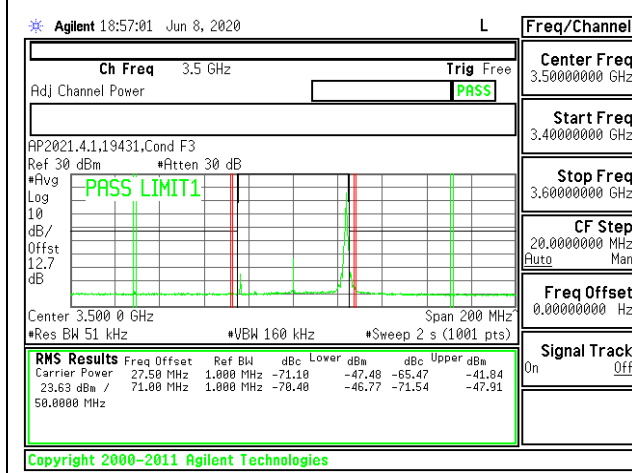 Agilent 18:57:01 Jun 8, 2020 L
Ch Freq 3.5 GHz Trig Free
Adj Channel Power PASS
AP2021.4.1,19431,Cond F3
Ref 30 dBm #Atten 30 dB
#Avg
Log
10
dB/
Offst
12.7
dB
PASS LIMIT1
Center 3.500 0 GHz Span 200 MHz
#Res BW 51 kHz #VBW 160 kHz #Sweep 2 s (1001 pts)
RMS Results Freq Offset Ref BW dBc Lower dBm dBc Upper dBm
Carrier Power 27.50 MHz 1.000 MHz -71.10 -47.48 -65.47 -41.84
23.63 dBm / 71.00 MHz 1.000 MHz -70.40 -46.77 -71.54 -47.91
50.0000 MHz
Copyright 2000-2011 Agilent Technologies
Freq/Channel
Center Freq
3.50000000 GHz
Start Freq
3.40000000 GHz
Stop Freq
3.60000000 GHz
CF Step
20.0000000 MHz
Auto Man
Freq Offset
0.00000000 Hz
Signal Track
On Off